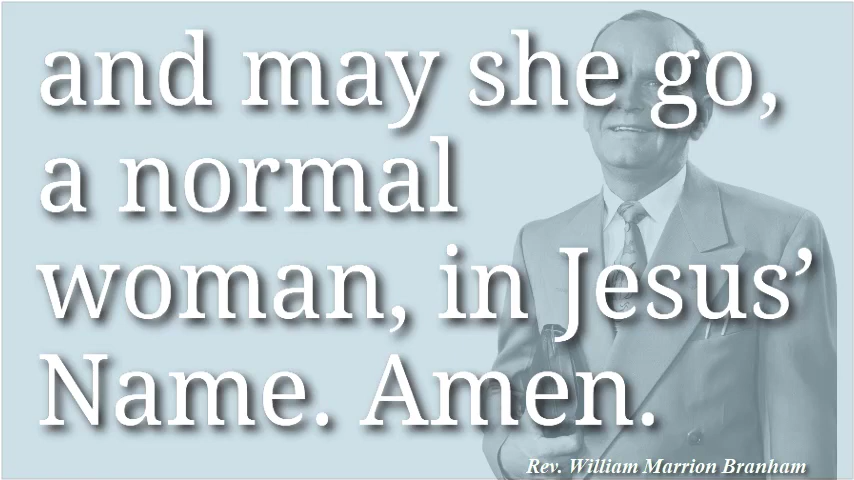 and may she go,
a normal
woman, in Jesus’
Name. Amen.
Rev. William Marrion Branham